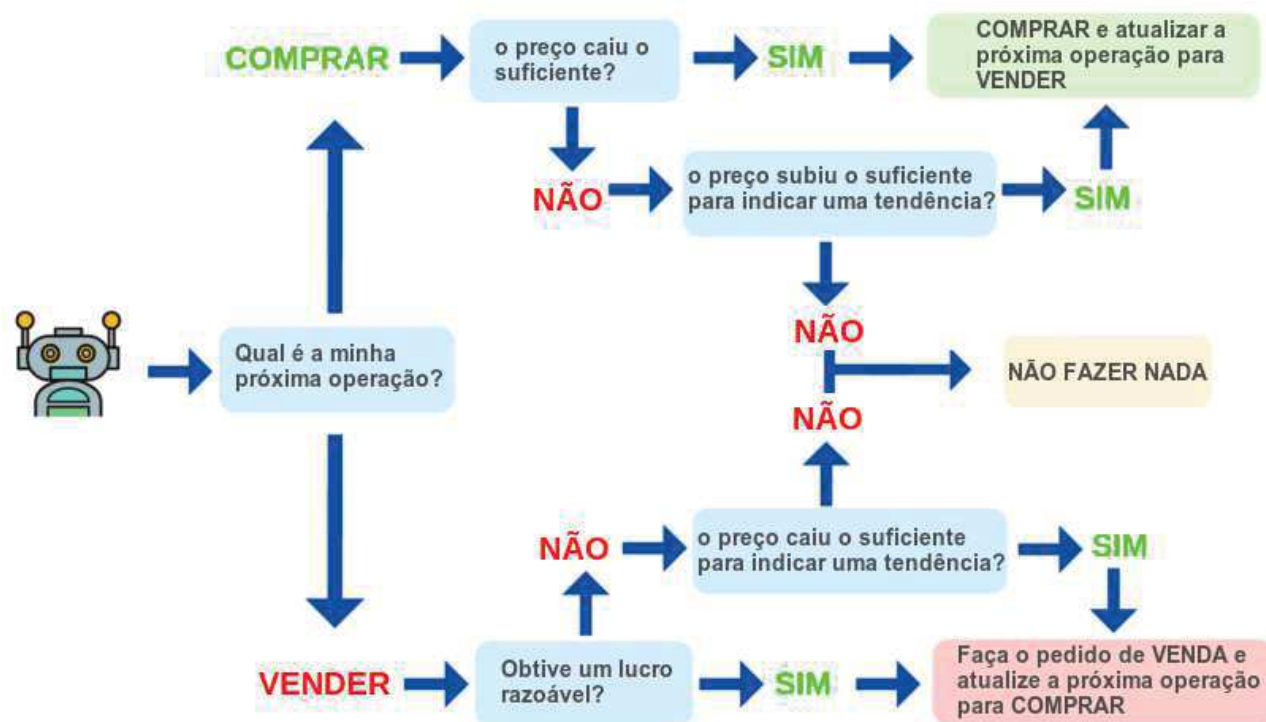 COMPRAR
o preço caiu o
suficiente?
SIM
COMPRAR e atualizar a
próxima operação para
VENDER
NÃO
o preço subiu o suficiente
para indicar uma tendência?
SIM
NÃO
Qual é a minha
próxima operação?
NÃO FAZER NADA
NÃO
NÃO
o preço caiu o suficiente
para indicar uma tendência?
SIM
VENDER
Obtive um lucro
razoável?
SIM
Faça o pedido de VENDA e
atualize a próxima operação
para COMPRAR